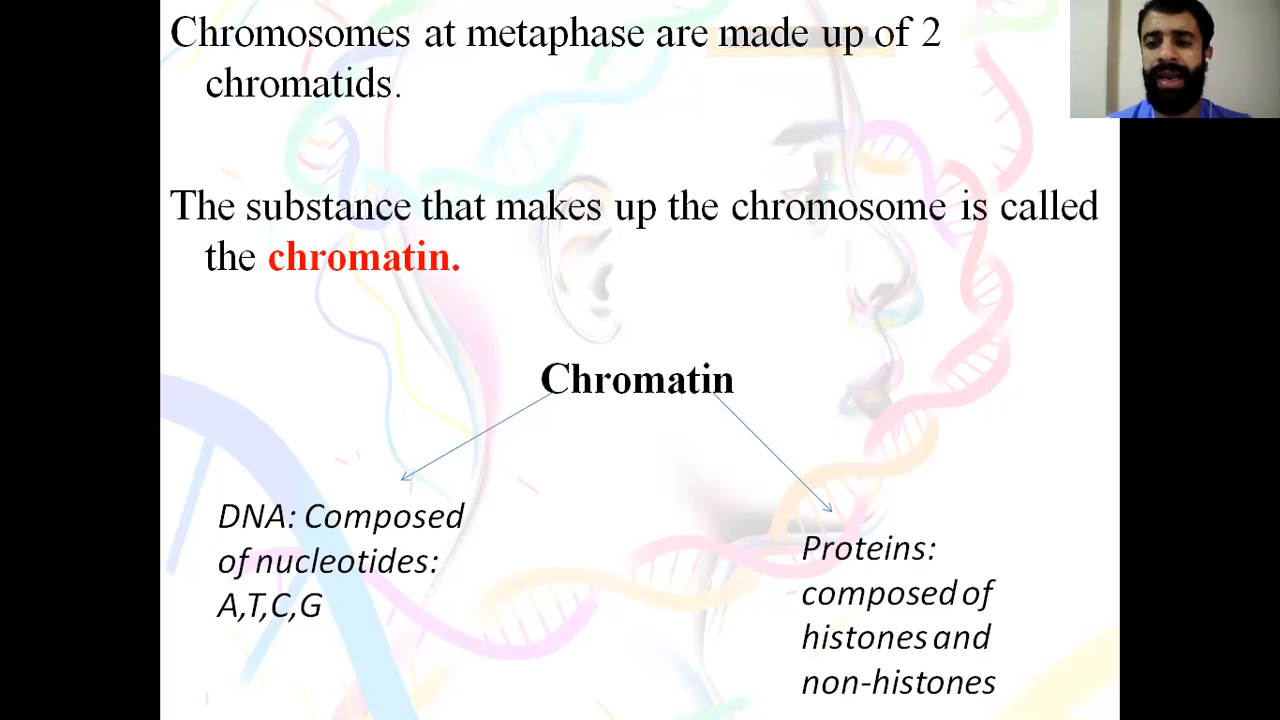 Chromosomes at metaphase are made up of 2
chromatids.
The substance that makes up the chromosome is called
the chromatin.
Chromatin
DNA: Composed
of nucleotides:
A,T,C,G
Proteins:
composed of
histones and
non-histones